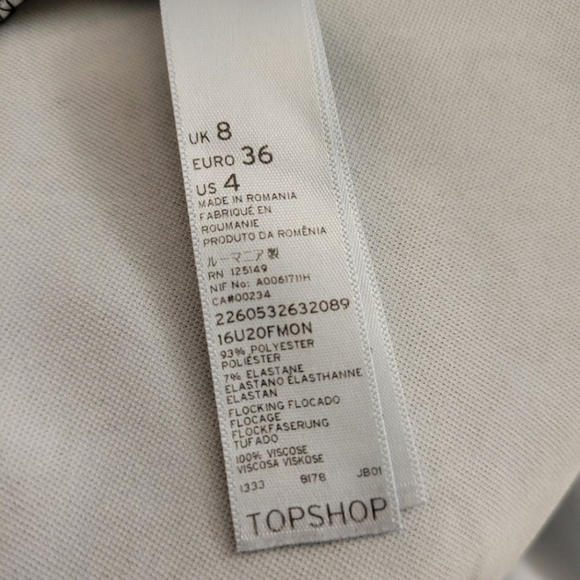 UK 8
EURO 36
US 4
MADE IN ROMANIA
FABRIQUÉ EN
ROUMANIE
PRODUTO DA ROMÊNIA
ルーマニア製
RN 125149
NIF No: A0061711H
CA#00234
2260532632089
16U20FMON
93% POLYESTER
POLIÉSTER
7% ELASTANE
ELASTANO ÉLASTHANNE
ELASTAN
FLOCKING FLOCADO
FLOCAGE
FLOCKFASERUNG
TUFADO
100% VISCOSE
VISCOSA VISKOSE
1333 8178 JB01
TOPSHOP